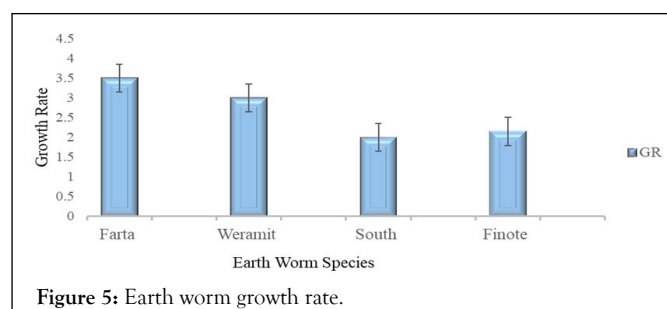 4.5
4
3.5
3
2.5
2
1.5
1
0.5
0
Growth Rate
Farta Weramit South Finote
GR
Earth Worm Species
Figure 5: Earth worm growth rate.